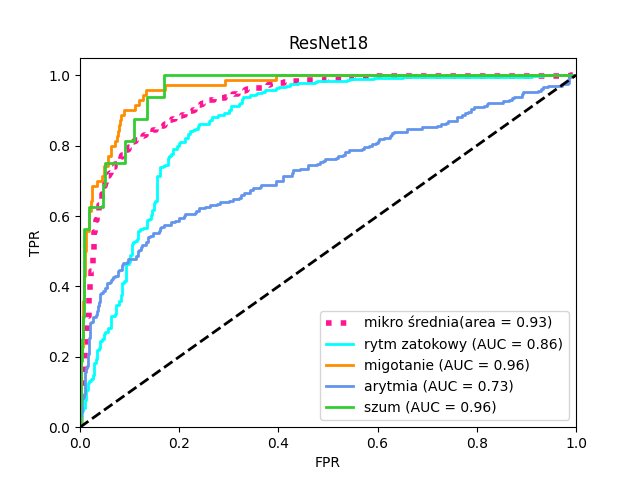 ResNet18
TPR
1.0
0.8
0.6
0.4
0.2
0.0
0.0 0.2 0.4 0.6 0.8 1.0
FPR
mikro średnia(area = 0.93)
rytm zatokowy (AUC = 0.86)
migotanie (AUC = 0.96)
arytmia (AUC = 0.73)
szum (AUC = 0.96)